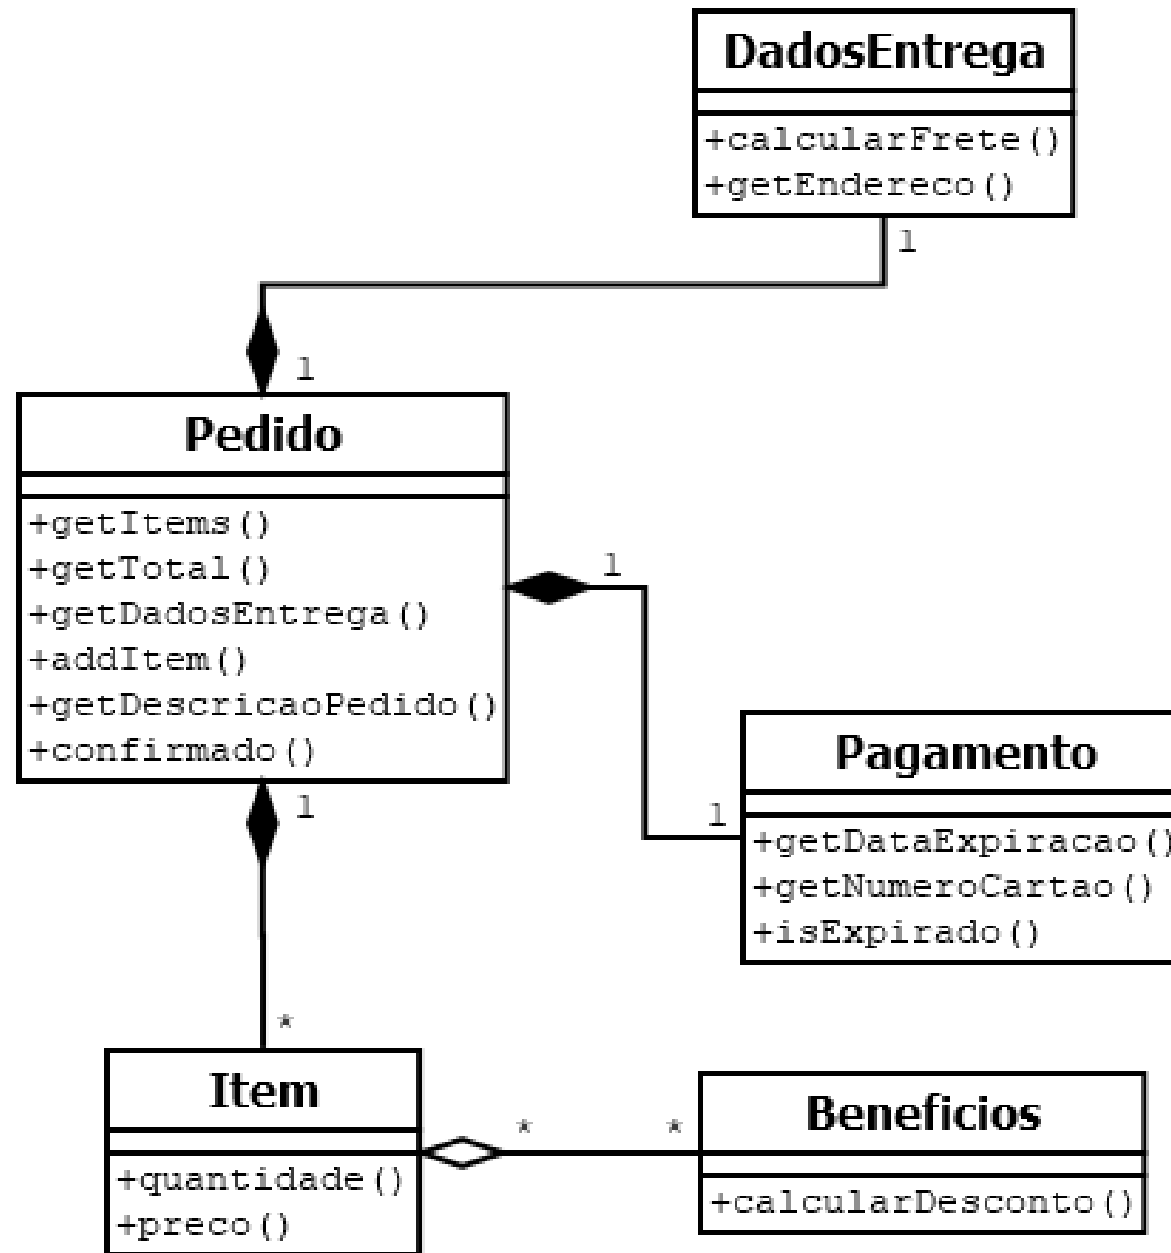 DadosEntrega
+calcularFrete()
+getEndereco()
1
1
Pedido
+getItems()
+getTotal()
+getDadosEntrega()
+addItem()
+getDescricaoPedido()
+confirmado()
1
1
Pagamento
+getDataExpiracao()
+getNumeroCartao()
+isExpirado()
1
*
Item
+quantidade()
+preco()
*
*
Beneficios
+calcularDesconto()